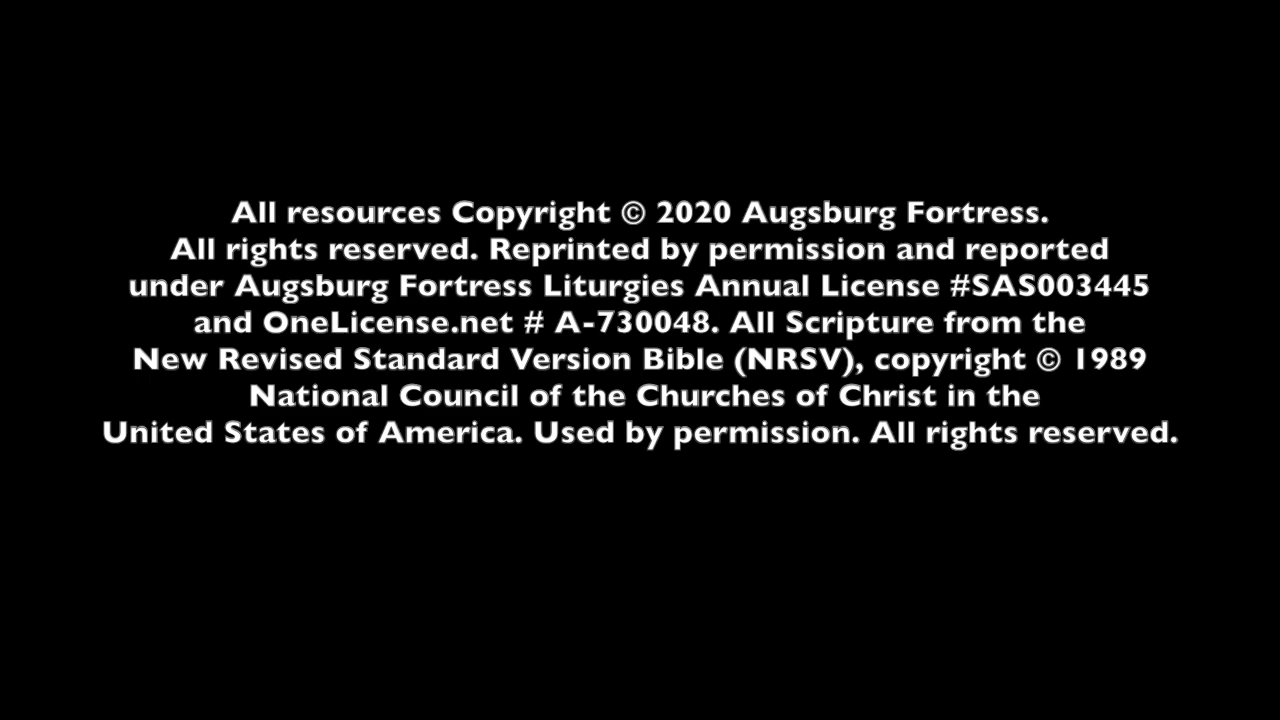 All resources Copyright © 2020 Augsburg Fortress.
All rights reserved. Reprinted by permission and reported
under Augsburg Fortress Liturgies Annual License #SAS003445
and OneLicense.net # A-730048. All Scripture from the
New Revised Standard Version Bible (NRSV), copyright © 1989
National Council of the Churches of Christ in the
United States of America. Used by permission. All rights reserved.